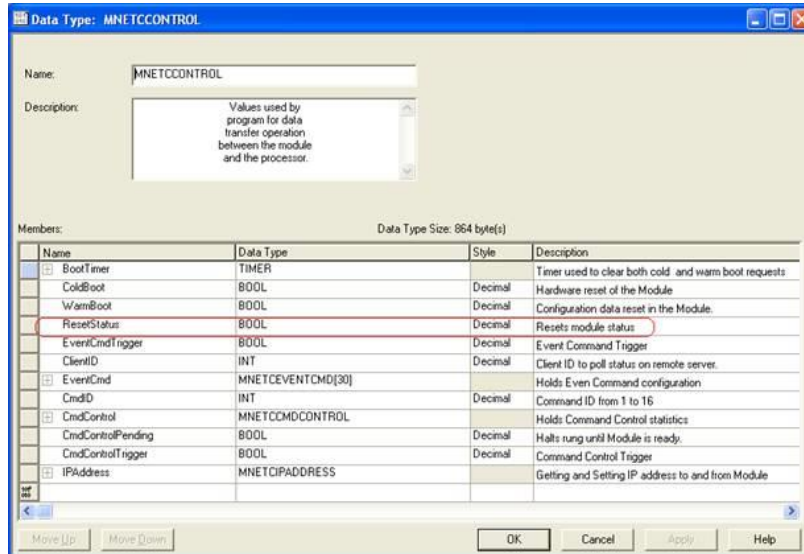 Data Type: MNETCCONTROL
Name: MNETCCONTROL
Description: Values used by
program for data
transfer operation
between the module
and the processor.
Members: Data Type Size: 864 byte(s)
Name Data Type Style Description
BootTimer TIMER Timer used to clear both cold and warm boot requests
ColdBoot BOOL Decimal Hardware reset of the Module
WarmBoot BOOL Decimal Configuration data reset in the Module.
ResetStatus BOOL Decimal Resets module status
EventCmdTrigger BOOL Decimal Event Command Trigger
ClientID INT Decimal Client ID to poll status on remote server.
EventCmd MNETCEVENTCMD[30] Holds Even Command configuration
CmdID INT Decimal Command ID from 1 to 16
CmdControl MNETCCMDCONTROL Holds Command Control statistics
CmdControlPending BOOL Decimal Halts rung until Module is ready.
CmdControlTrigger BOOL Decimal Command Control Trigger
IPAddress MNETCIPADDRESS Getting and Setting IP address to and from Module
Move Up Move Down OK Cancel Apply Help